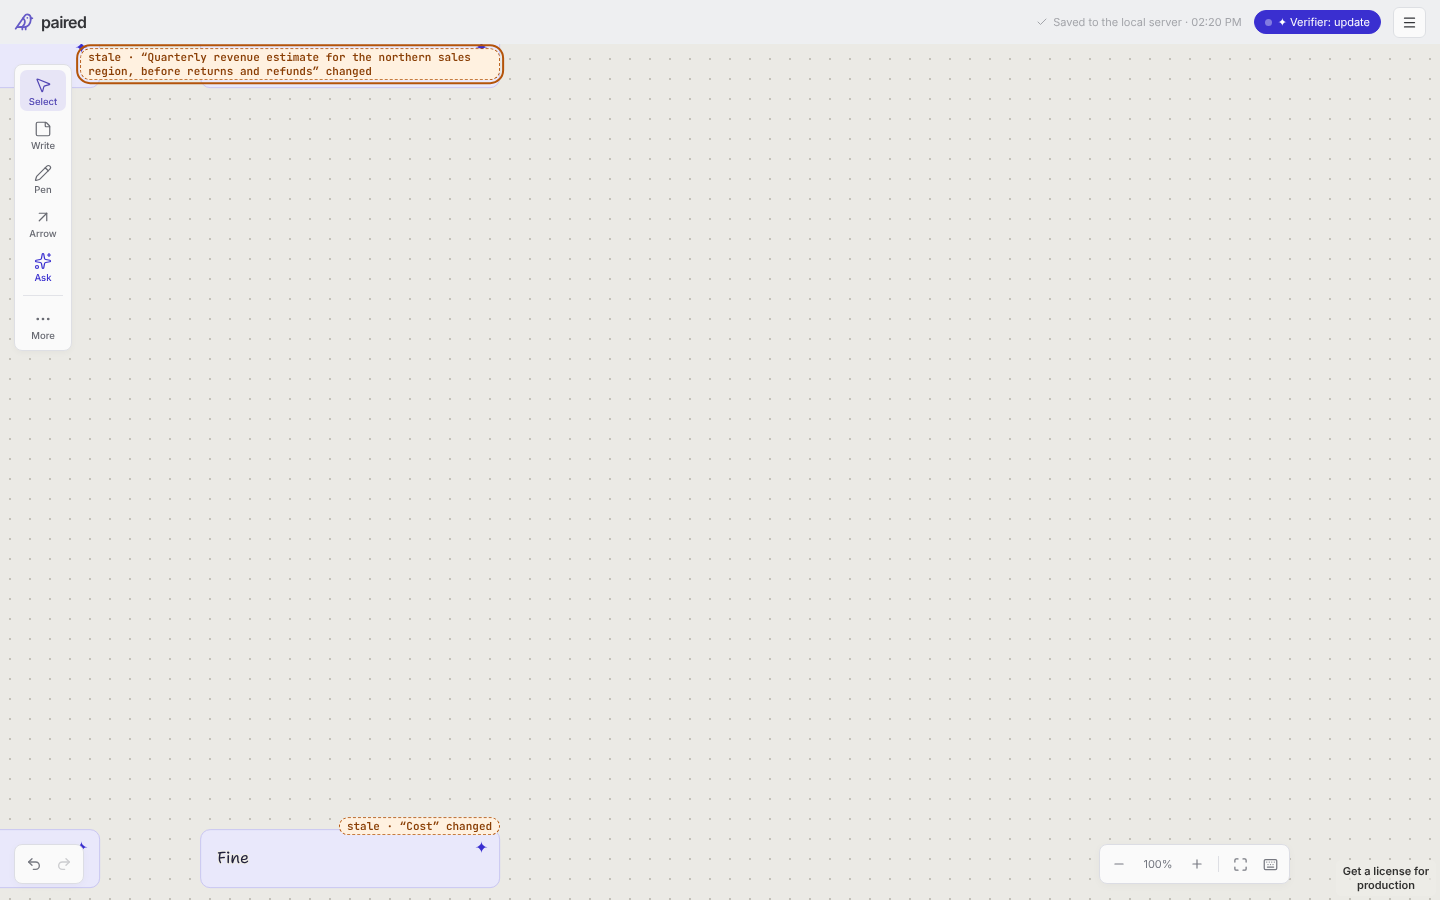 paired
Saved to the local server · 02:20 PM
✦ Verifier: update
stale · “Quarterly revenue estimate for the northern sales
region, before returns and refunds” changed
Select
Write
Pen
Arrow
Ask
More
stale · “Cost” changed
Fine
100%
Get a license for
production